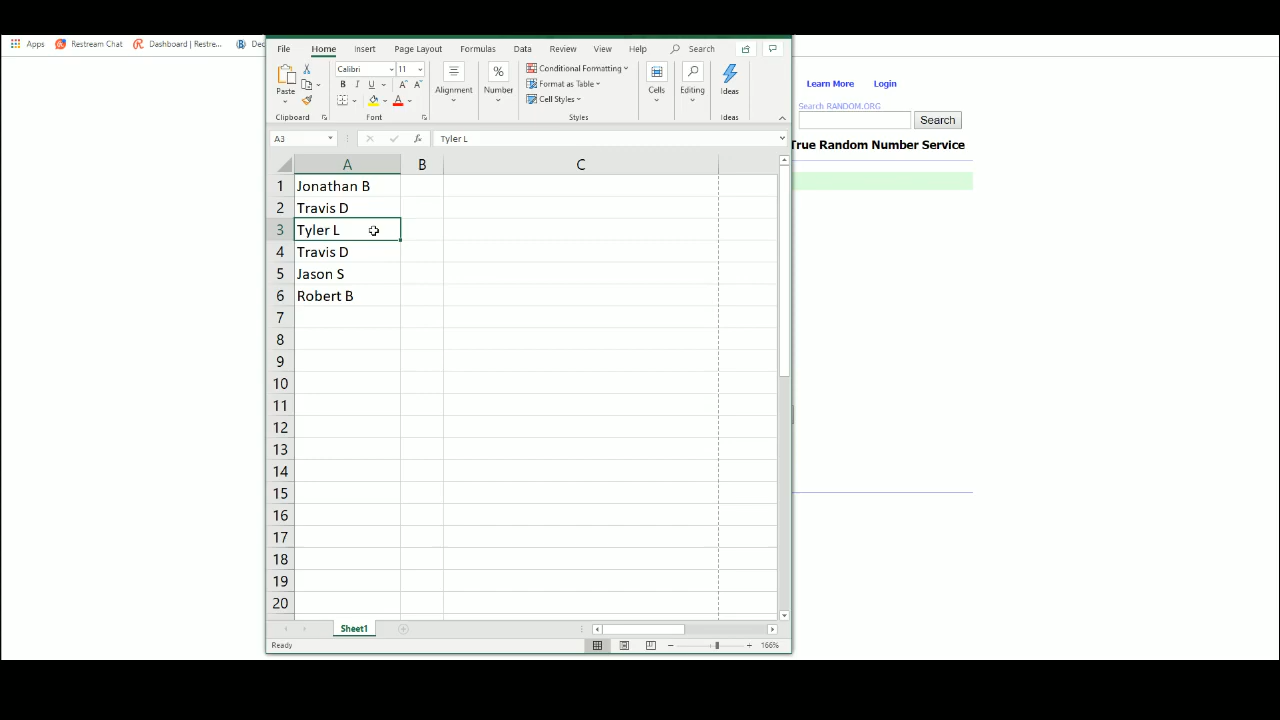 Apps Restream Chat Dashboard | Restre... Dec
File Home Insert Page Layout Formulas Data Review View Help Search
Learn More Login
Calibri 11
Conditional Formatting
Format as Table
Cell Styles
Paste
B I U A A
A
Alignment
%
Number
Cells
Editing
Ideas
Clipboard Font Styles Ideas
Search RANDOM.ORG
Search
A3 fx Tyler L
True Random Number Service
A B C
1 Jonathan B
2 Travis D
3 Tyler L
4 Travis D
5 Jason S
6 Robert B
7
8
9
10
11
12
13
14
15
16
17
18
19
20
Sheet1
Ready 166%